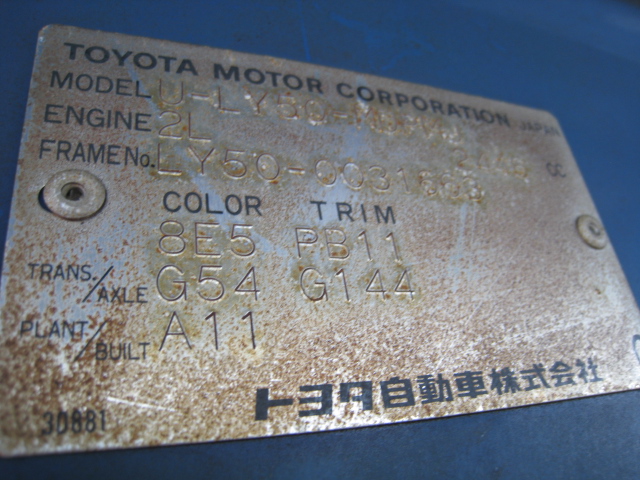 TOYOTA MOTOR CORPORATION JAPAN
MODEL
ENGINE 2L CC
FRAME No.
COLOR TRIM
8E5 PB11
TRANS./AXLE G54 G144
PLANT/BUILT A11
トヨタ自動車株式会社
30881